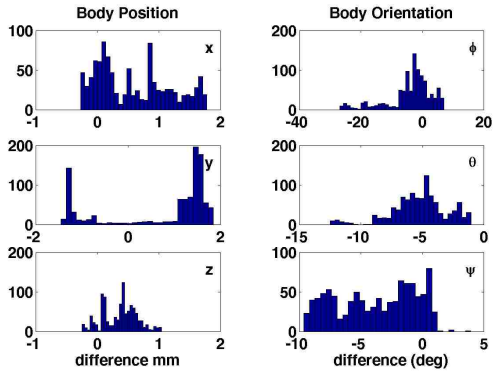 Body Position
Body Orientation
100
50
0
-1 0 1 2
x
200
100
0
-40 -20 0 20
ϕ
200
100
0
-2 0 2
y
200
100
0
-15 -10 -5 0
θ
200
100
0
-1 0 1 2
z
difference mm
100
50
0
-10 -5 0 5
ψ
difference (deg)